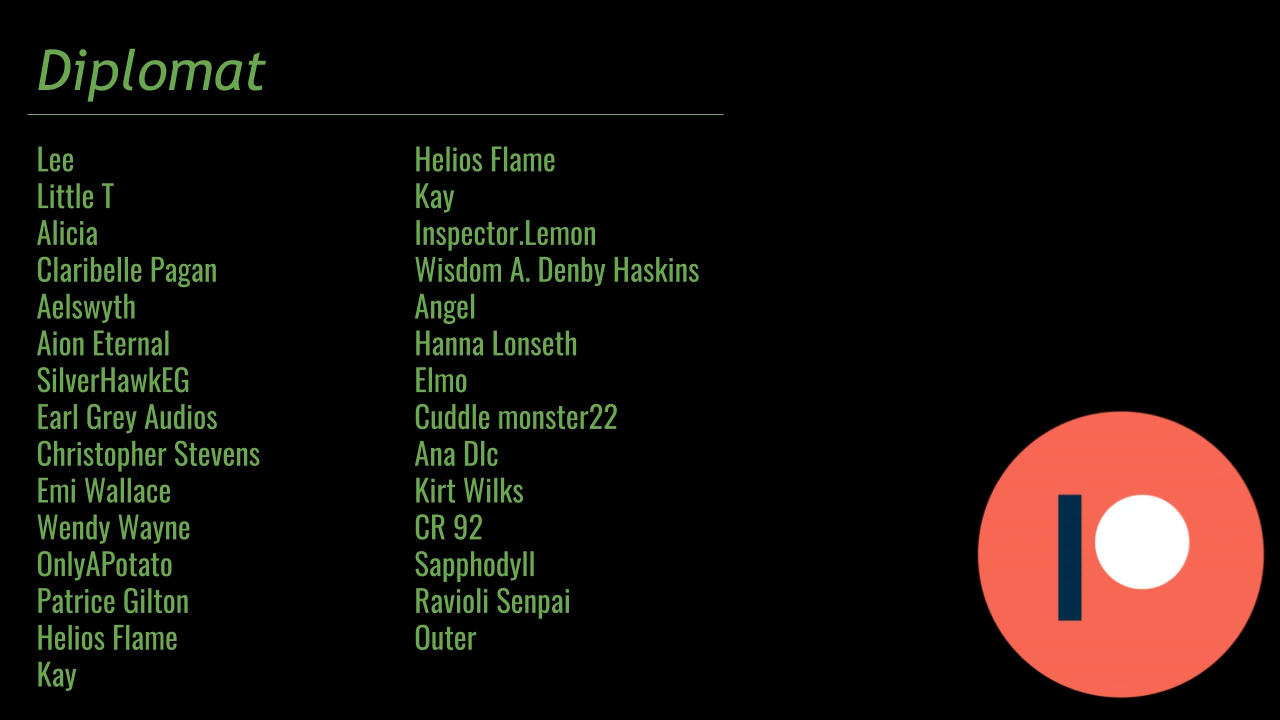 Diplomat
Lee
Little T
Alicia
Claribelle Pagan
Aelswyth
Aion Eternal
SilverHawkEG
Earl Grey Audios
Christopher Stevens
Emi Wallace
Wendy Wayne
OnlyAPotato
Patrice Gilton
Helios Flame
Kay
Helios Flame
Kay
Inspector.Lemon
Wisdom A. Denby Haskins
Angel
Hanna Lonseth
Elmo
Cuddle monster22
Ana Dlc
Kirt Wilks
CR 92
Sapphodyll
Ravioli Senpai
Outer